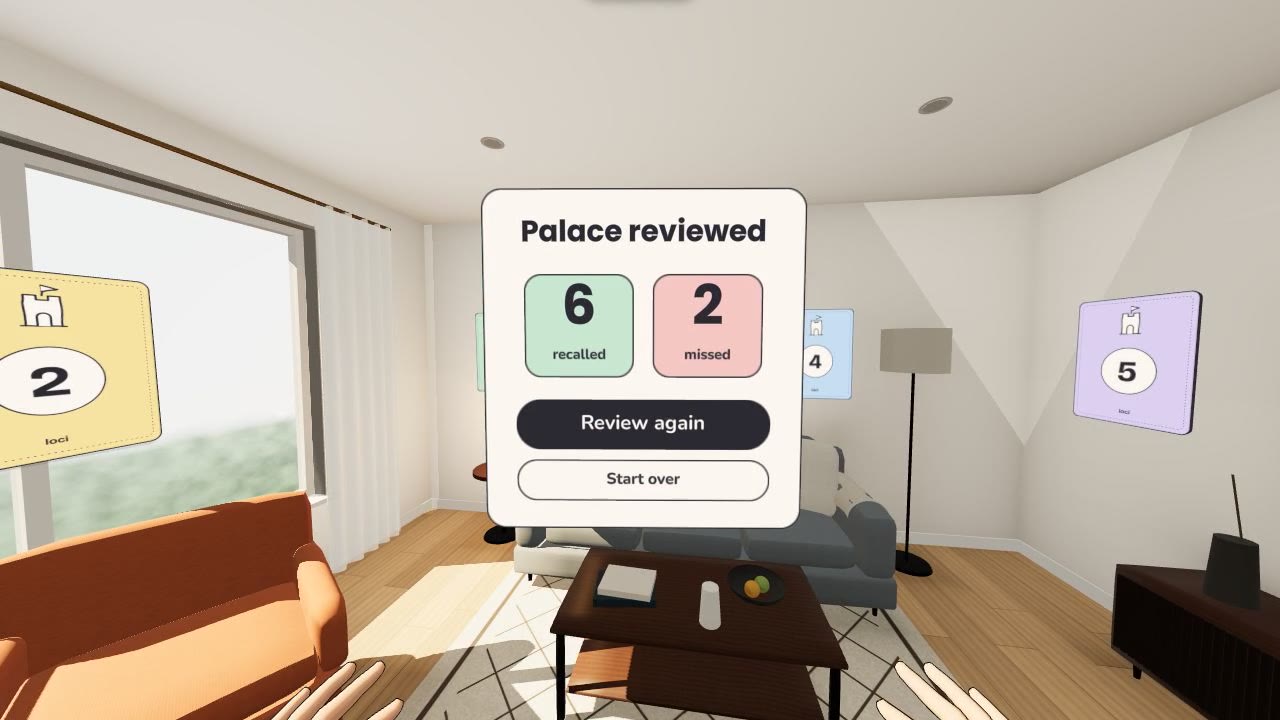 Palace reviewed
6
recalled
2
missed
Review again
Start over
2
loci
4
5
loci